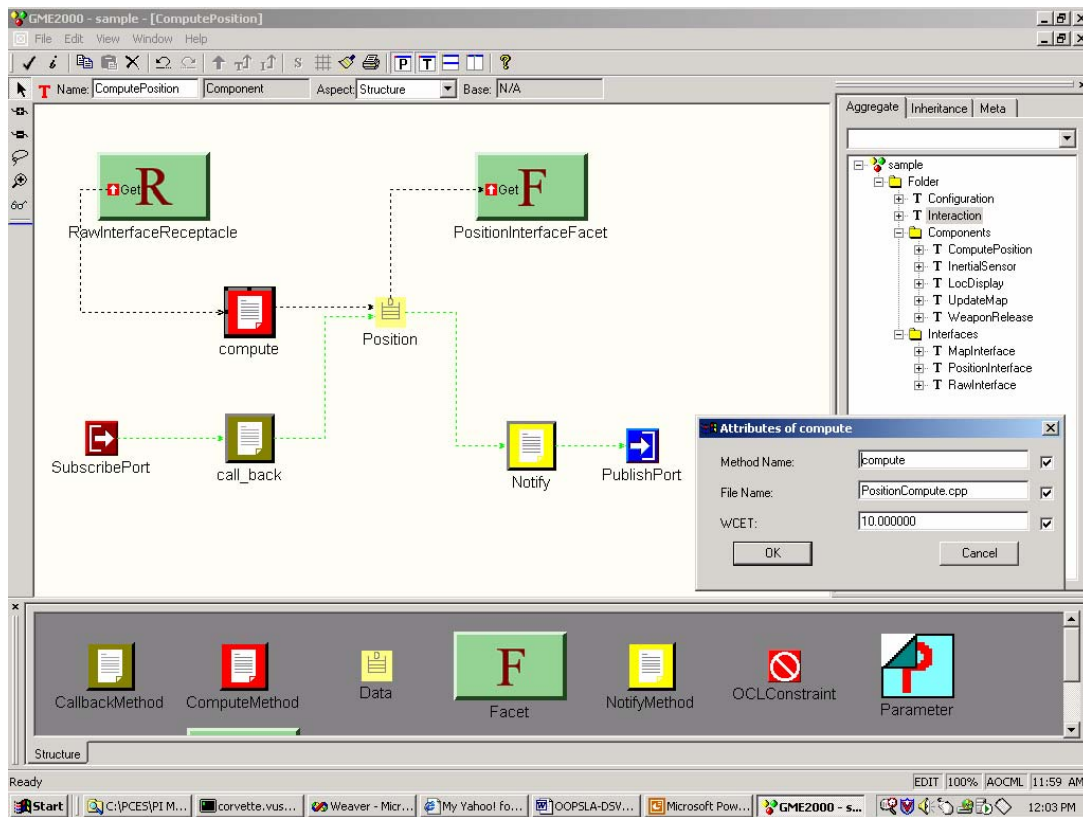 GME2000 - sample - [ComputePosition]
File Edit View Window Help
Name: ComputePosition Component Aspect: Structure Base: N/A
Aggregate Inheritance Meta
sample
Folder
T Configuration
T Interaction
Components
T ComputePosition
T InertialSensor
T LocDisplay
T UpdateMap
T WeaponRelease
Interfaces
T MapInterface
T PositionInterface
T RawInterface
Get R
RawInterfaceReceptacle
Get F
PositionInterfaceFacet
compute
Position
SubscribePort
call_back
Notify
PublishPort
Attributes of compute
Method Name: compute
File Name: PositionCompute.cpp
WCET: 10.000000
OK Cancel
CallbackMethod
ComputeMethod
Data
F
Facet
NotifyMethod
OCLConstraint
P
Parameter
Structure
Ready
EDIT 100% AOCML 11:59 AM
Start C:\PCES\PI M... corvette.vus... Weaver - Micr... My Yahoo! fo... OOPSLA-DSV... Microsoft Pow... GME2000 - s... 12:03 PM